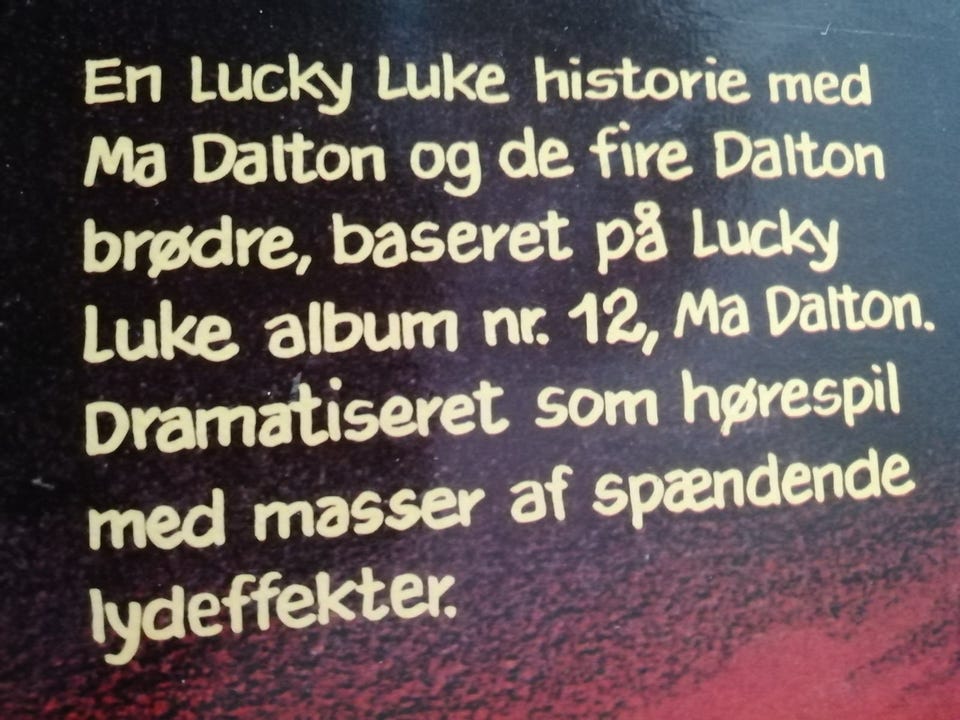 En Lucky Luke historie med
Ma Dalton og de fire Dalton
brødre, baseret på Lucky
Luke album nr. 12, Ma Dalton.
Dramatiseret som hørespil
med masser af spændende
lydeffekter.